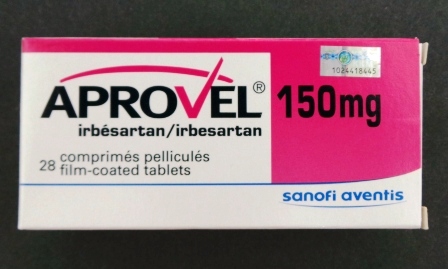 1024418445
APROVEL® 150mg
irbésartan/irbesartan
28 comprimés pelliculés
film-coated tablets
sanofi aventis